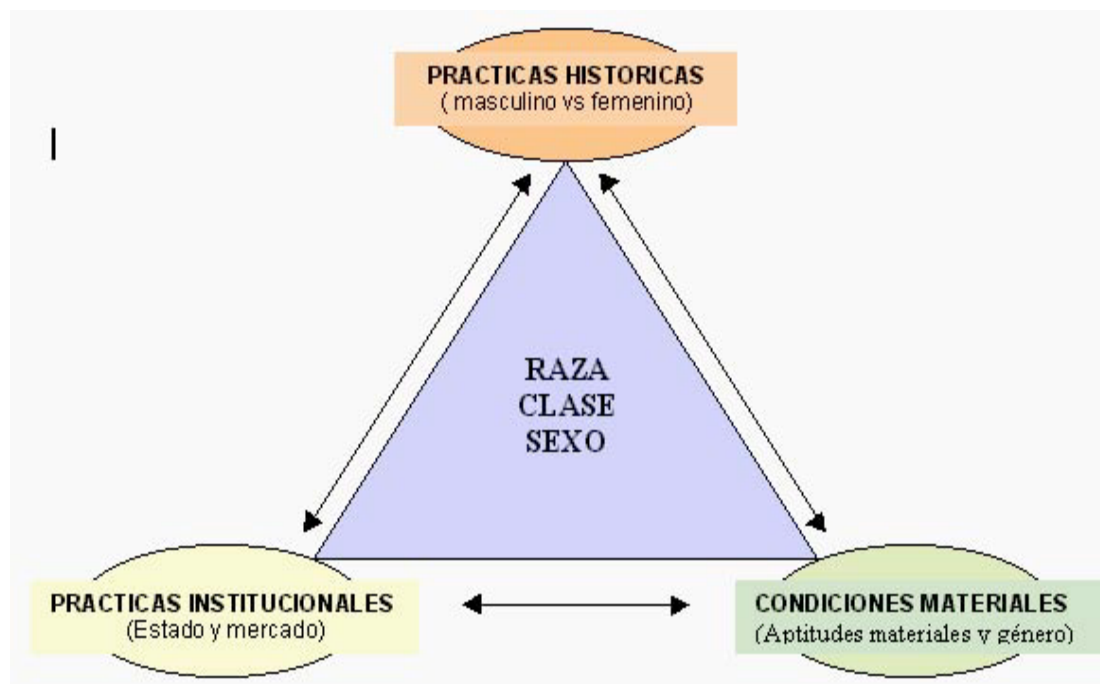 PRACTICAS HISTORICAS
( masculino vs femenino)
RAZA
CLASE
SEXO
PRACTICAS INSTITUCIONALES
(Estado y mercado)
CONDICIONES MATERIALES
(Aptitudes materiales y género)